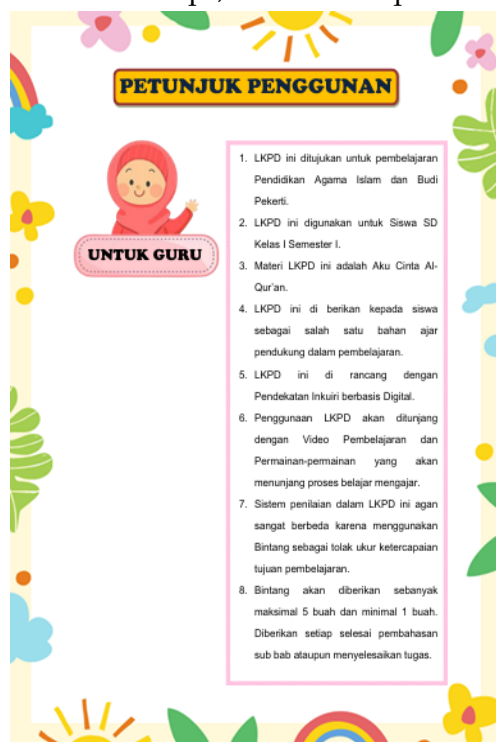 PETUNJUK PENGGUNAN
UNTUK GURU
1. LKPD ini ditujukan untuk pembelajaran
Pendidikan Agama Islam dan Budi
Pekerti.
2. LKPD ini digunakan untuk Siswa SD
Kelas I Semester I.
3. Materi LKPD ini adalah Aku Cinta Al-
Qur'an.
4. LKPD ini di berikan kepada siswa
sebagai salah satu bahan ajar
pendukung dalam pembelajaran.
5. LKPD ini di rancang dengan
Pendekatan Inkuiri berbasis Digital.
6. Penggunaan LKPD akan ditunjang
dengan Video Pembelajaran dan
Permainan-permainan yang akan
menunjang proses belajar mengajar.
7. Sistem penilaian dalam LKPD ini agan
sangat berbeda karena menggunakan
Bintang sebagai tolak ukur ketercapaian
tujuan pembelajaran.
8. Bintang akan diberikan sebanyak
maksimal 5 buah dan minimal 1 buah.
Diberikan setiap selesai pembahasan
sub bab ataupun menyelesaikan tugas.